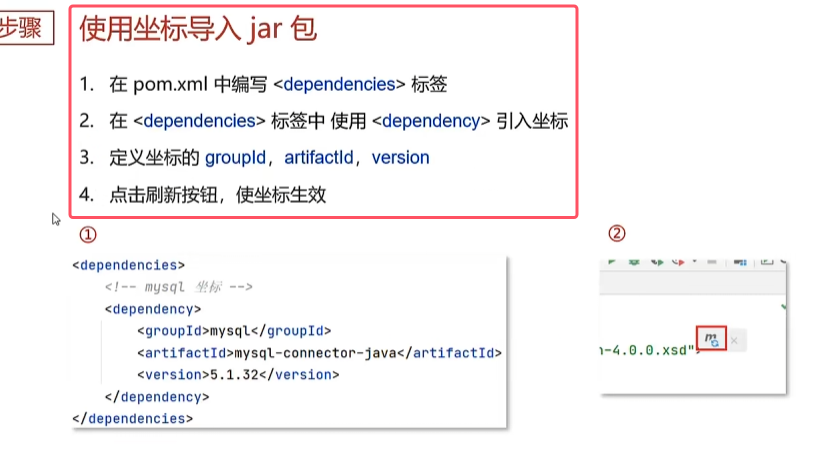 步骤
使用坐标导入 jar 包
1. 在 pom.xml 中编写 <dependencies> 标签
2. 在 <dependencies> 标签中 使用 <dependency> 引入坐标
3. 定义坐标的 groupId，artifactId，version
4. 点击刷新按钮，使坐标生效
①
<dependencies>
<!-- mysql 坐标 -->
<dependency>
<groupId>mysql</groupId>
<artifactId>mysql-connector-java</artifactId>
<version>5.1.32</version>
</dependency>
</dependencies>
②
m
-4.0.0.xsd"